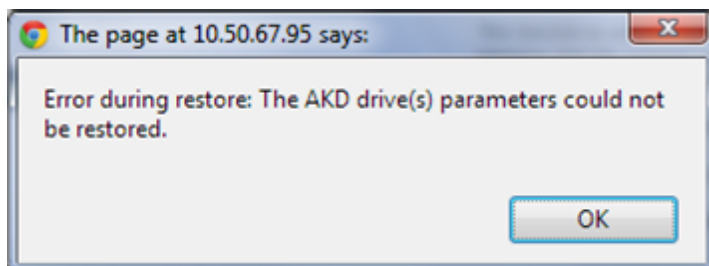 The page at 10.50.67.95 says:
Error during restore: The AKD drive(s) parameters could not
be restored.
OK